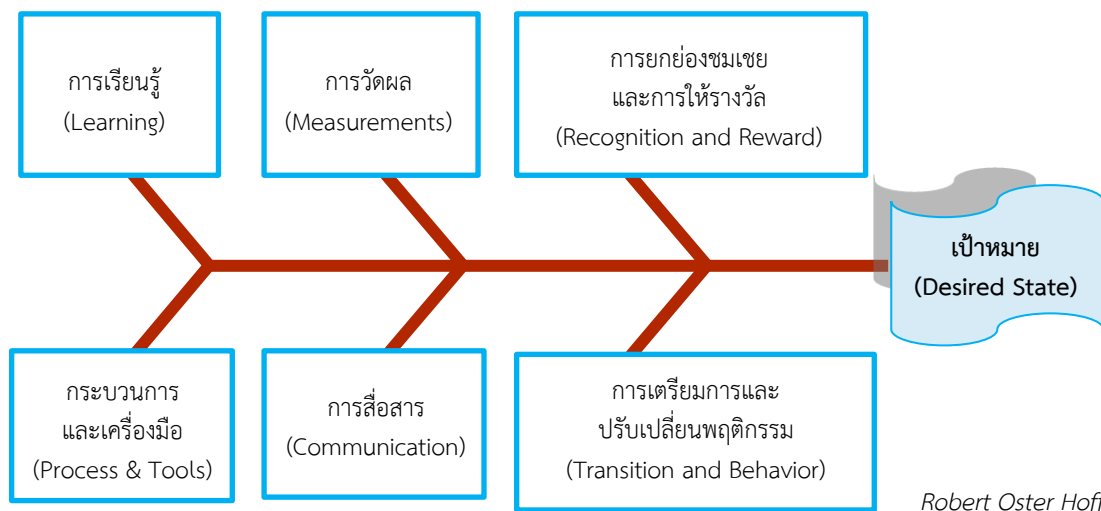 การเรียนรู้
(Learning)
การวัดผล
(Measurements)
การยกย่องชมเชย
และการให้รางวัล
(Recognition and Reward)
เป้าหมาย
(Desired State)
กระบวนการ
และเครื่องมือ
(Process & Tools)
การสื่อสาร
(Communication)
การเตรียมการและ
ปรับเปลี่ยนพฤติกรรม
(Transition and Behavior)
Robert Oster Hoff